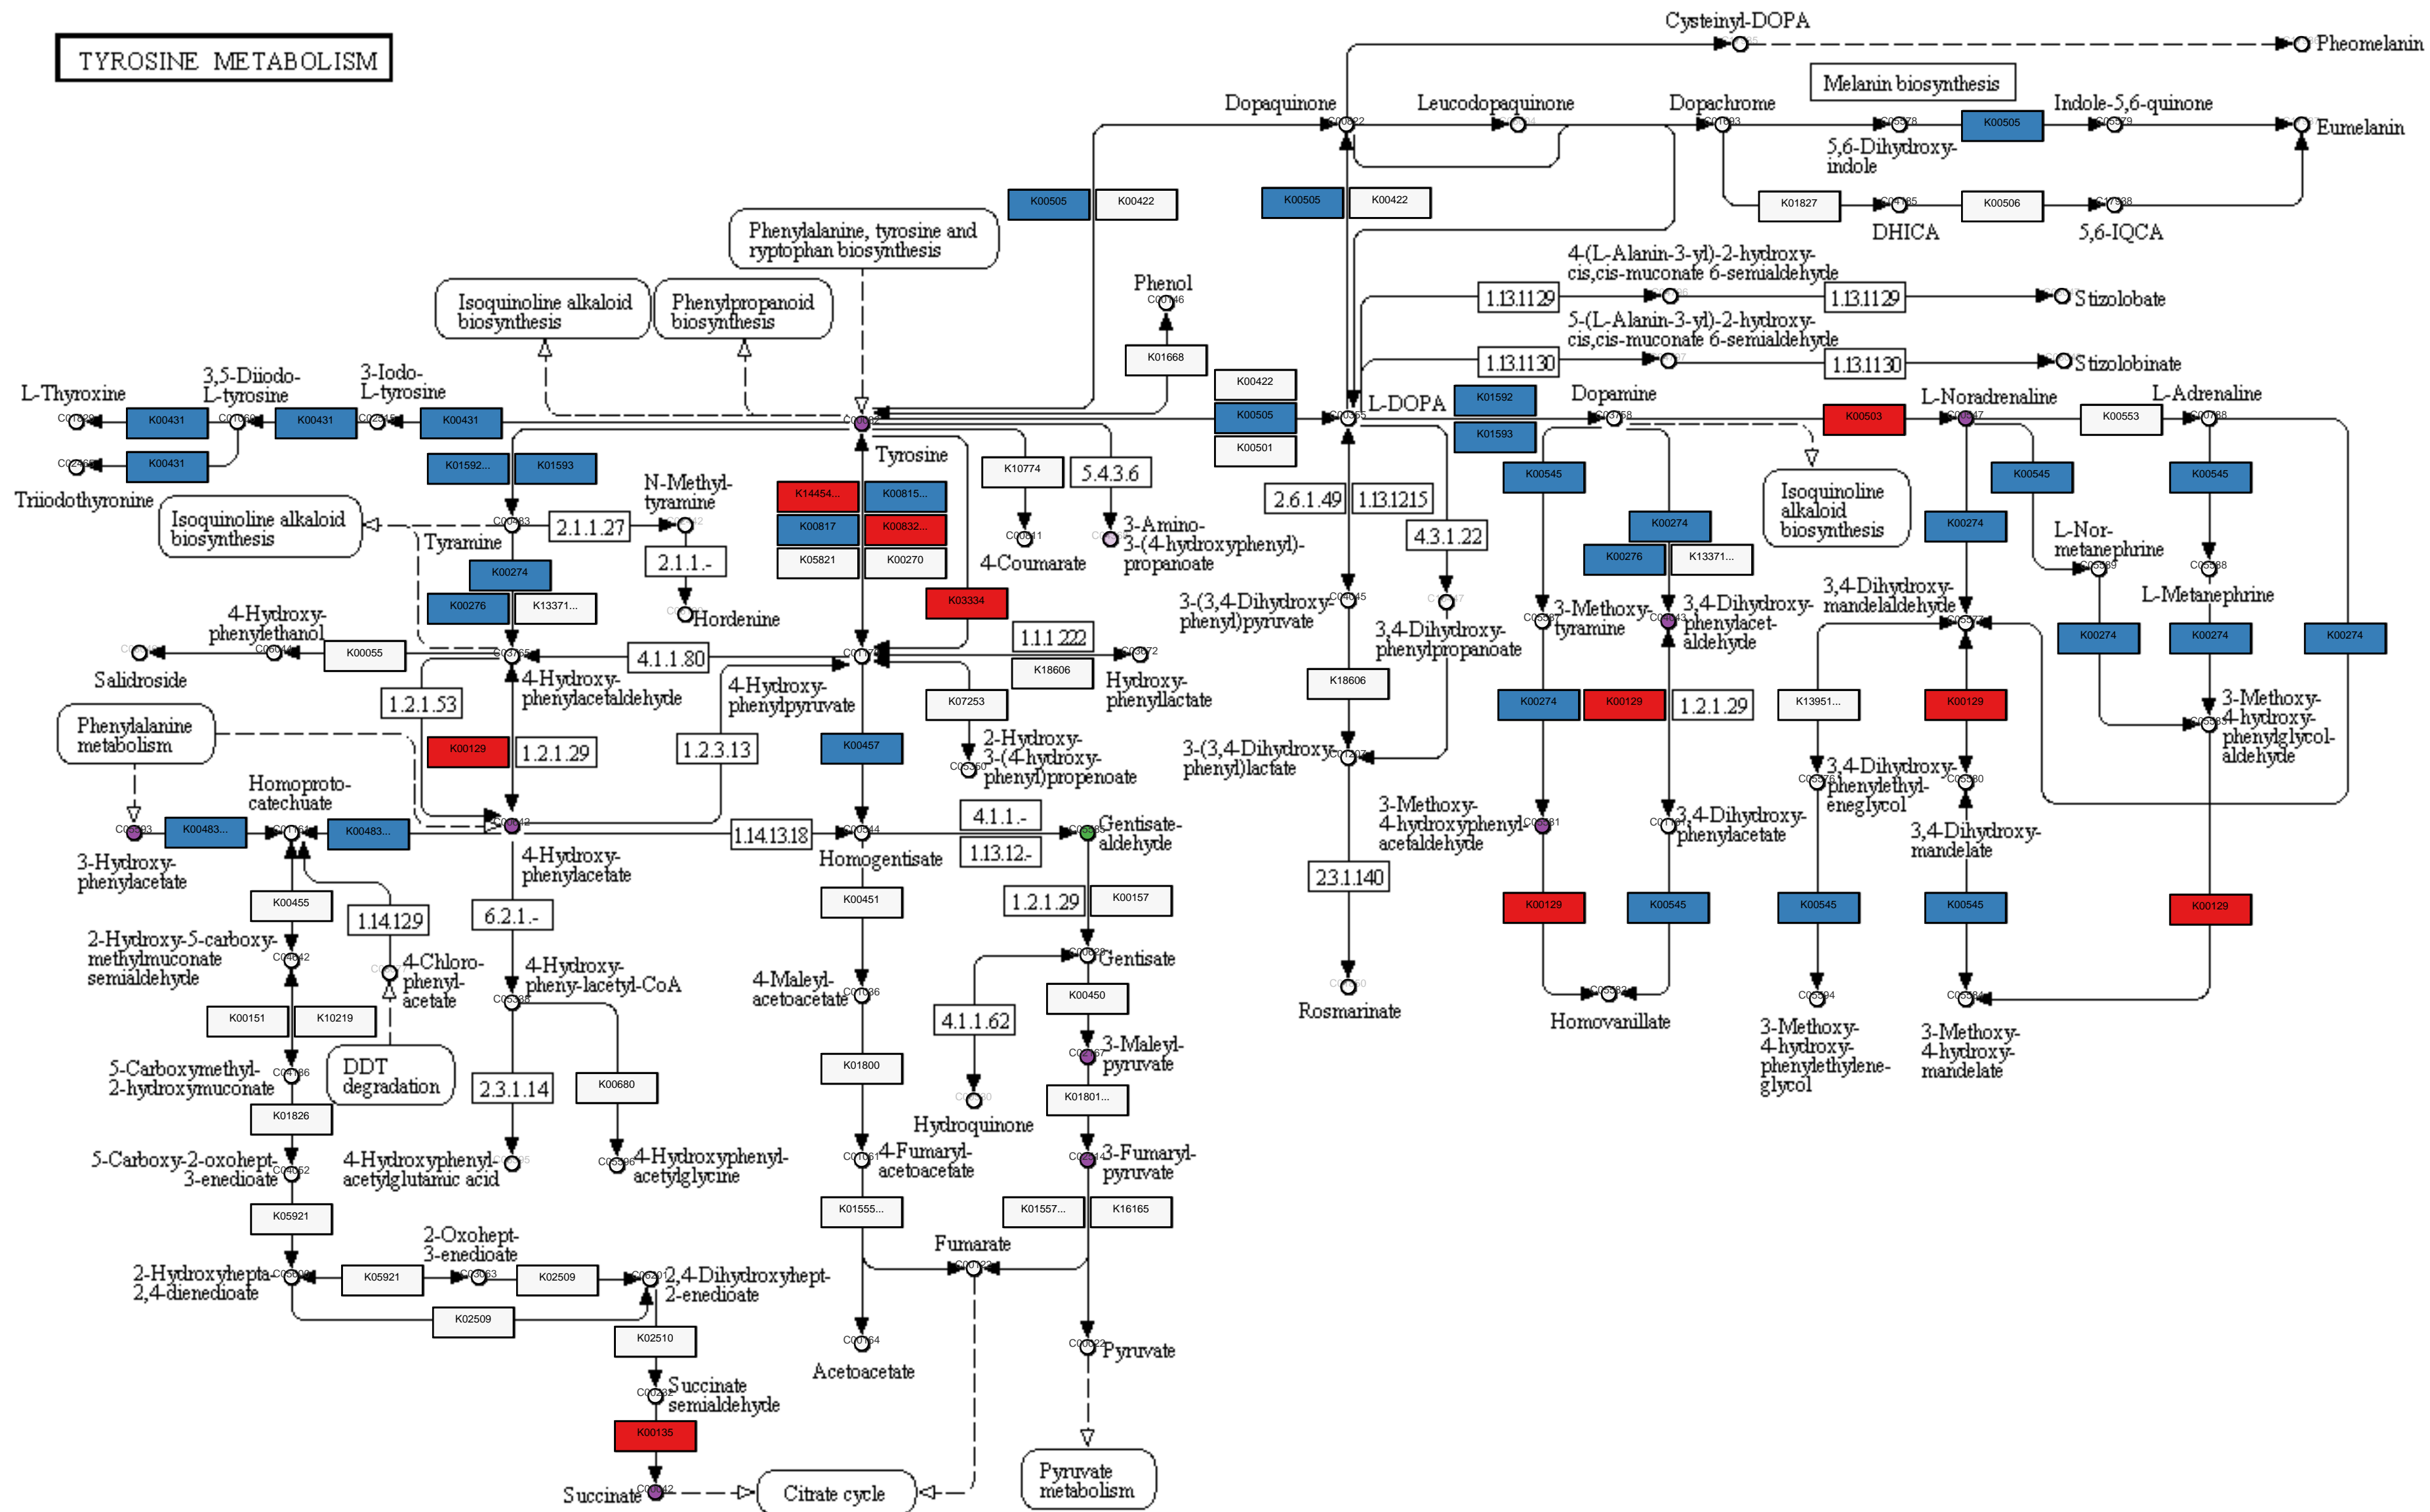 TYROSINE METABOLISM
Cysteinyl-DOPA
Pheomelanin
Melanin biosynthesis
Dopaquinone
Leucodopaquinone
Dopachrome
Indole-5,6-quinone
C01693
K00505
Eumelanin
5,6-Dihydroxy-
indole
K00505
K00422
K00505
K00422
K01827
K00506
DHICA
5,6-IQCA
Phenylalanine, tyrosine and
ryptophan biosynthesis
Isoquinoline alkaloid
biosynthesis
Phenylpropanoid
biosynthesis
Phenol
K01668
4-(L-Alanin-3-yl)-2-hydroxy-
cis,cis-muconate 6-semialdehyde
1.13.1129
1.13.1129
Stizolobate
5-(L-Alanin-3-yl)-2-hydroxy-
cis,cis-muconate 6-semialdehyde
1.13.1130
1.13.1130
Stizolobinate
L-Thyroxine
3,5-Diiodo-
L-tyrosine
3-Iodo-
L-tyrosine
K00431
K00431
K00431
K00431
Triiodothyronine
Tyrosine
K00422
K00505
K00501
L-DOPA
K01592
K01593
Dopamine
K00503
L-Noradrenaline
K00553
L-Adrenaline
K01592...
K01593
Isoquinoline alkaloid
biosynthesis
Tyramine
2.1.1.27
N-Methyl-
tyramine
2.1.1.-
Hordenine
K14454...
K00815...
K00817
K00832...
K05821
K00270
K10774
4-Coumarate
5.4.3.6
3-Amino-
3-(4-hydroxyphenyl)-
propanoate
2.6.1.49
1.13.1215
4.3.1.22
K00545
K00274
K00276
K13371...
Isoquinoline
alkaloid
biosynthesis
K00545
K00545
K00274
L-Nor-
metanephrine
L-Metanephrine
K00274
K00276
K13371...
K03334
4-Hydroxy-
phenylethanol
K00055
Salidroside
4-Hydroxy-
phenylacetaldehyde
4.1.1.80
4-Hydroxy-
phenylpyruvate
1.1.1.222
K18606
Hydroxy-
phenyllactate
K07253
2-Hydroxy-
3-(4-hydroxy-
phenyl)propenoate
3-(3,4-Dihydroxy-
phenyl)pyruvate
3,4-Dihydroxy-
phenylpropanoate
K18606
3-(3,4-Dihydroxy-
phenyl)lactate
3-Methoxy-
tyramine
3,4-Dihydroxy-
phenylacet-
aldehyde
3,4-Dihydroxy-
mandelaldehyde
K00274
K00274
K00274
K00274
K00129
1.2.1.29
K13951...
K00129
3-Methoxy-
4-hydroxy-
phenylglycol-
aldehyde
Phenylalanine
metabolism
1.2.1.53
K00129
1.2.1.29
1.2.3.13
K00457
3-Methoxy-
4-hydroxyphenyl-
acetaldehyde
3,4-Dihydroxy-
phenylacetate
3,4-Dihydroxy-
phenylethyl-
eneglycol
3,4-Dihydroxy-
mandelate
Homoproto-
catechuate
K00483...
K00483...
3-Hydroxy-
phenylacetate
4-Hydroxy-
phenylacetate
1.14.13.18
Homogentisate
4.1.1.-
1.13.12.-
Gentisate-
aldehyde
K00455
1.14.129
6.2.1.-
K00451
1.2.1.29
K00157
2.3.1.140
K00129
K00545
K00545
K00545
K00129
2-Hydroxy-5-carboxy-
methylmuconate
semialdehyde
4-Chloro-
phenyl-
acetate
4-Hydroxy-
pheny-lacetyl-CoA
4-Maleyl-
acetoacetate
Gentisate
K00450
Rosmarinate
Homovanillate
3-Methoxy-
4-hydroxy-
phenylethylene-
glycol
3-Methoxy-
4-hydroxy-
mandelate
K00151
K10219
DDT
degradation
4.1.1.62
Hydroquinone
3-Maleyl-
pyruvate
5-Carboxymethyl-
2-hydroxymuconate
2.3.1.14
K00680
K01800
K01801...
K01826
5-Carboxy-2-oxohept-
3-enedioate
4-Hydroxyphenyl-
acetylglutamic acid
4-Hydroxyphenyl-
acetylglycine
4-Fumaryl-
acetoacetate
3-Fumaryl-
pyruvate
K05921
K01555...
K01557...
K16165
2-Oxohept-
3-enedioate
Fumarate
2-Hydroxyhepta-
2,4-dienedioate
K05921
K02509
2,4-Dihydroxyhept-
2-enedioate
K02509
K02510
Acetoacetate
Pyruvate
Succinate
semialdehyde
K00135
Succinate
Citrate cycle
Pyruvate
metabolism